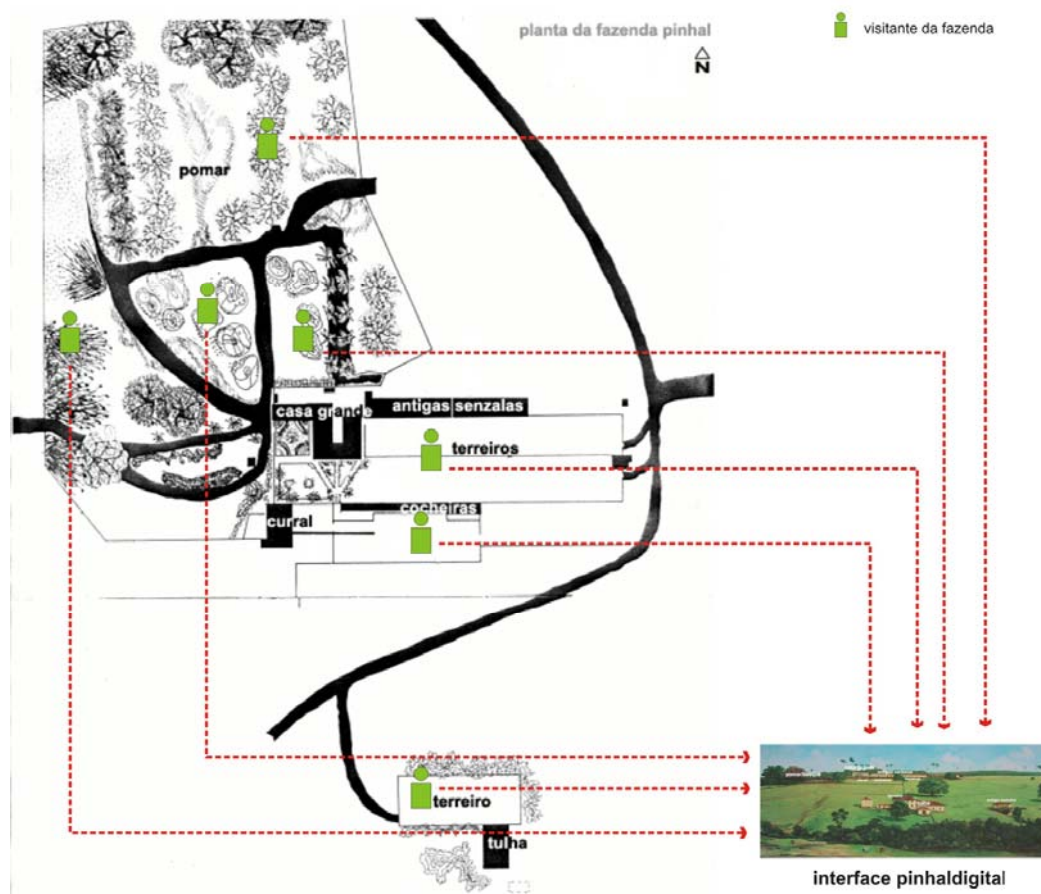 planta da fazenda pinhal
N
visitante da fazenda
pomar
casa grande
antigas senzalas
terreiros
cocheiras
curral
terreiro
tulha
interface pinhaldigital